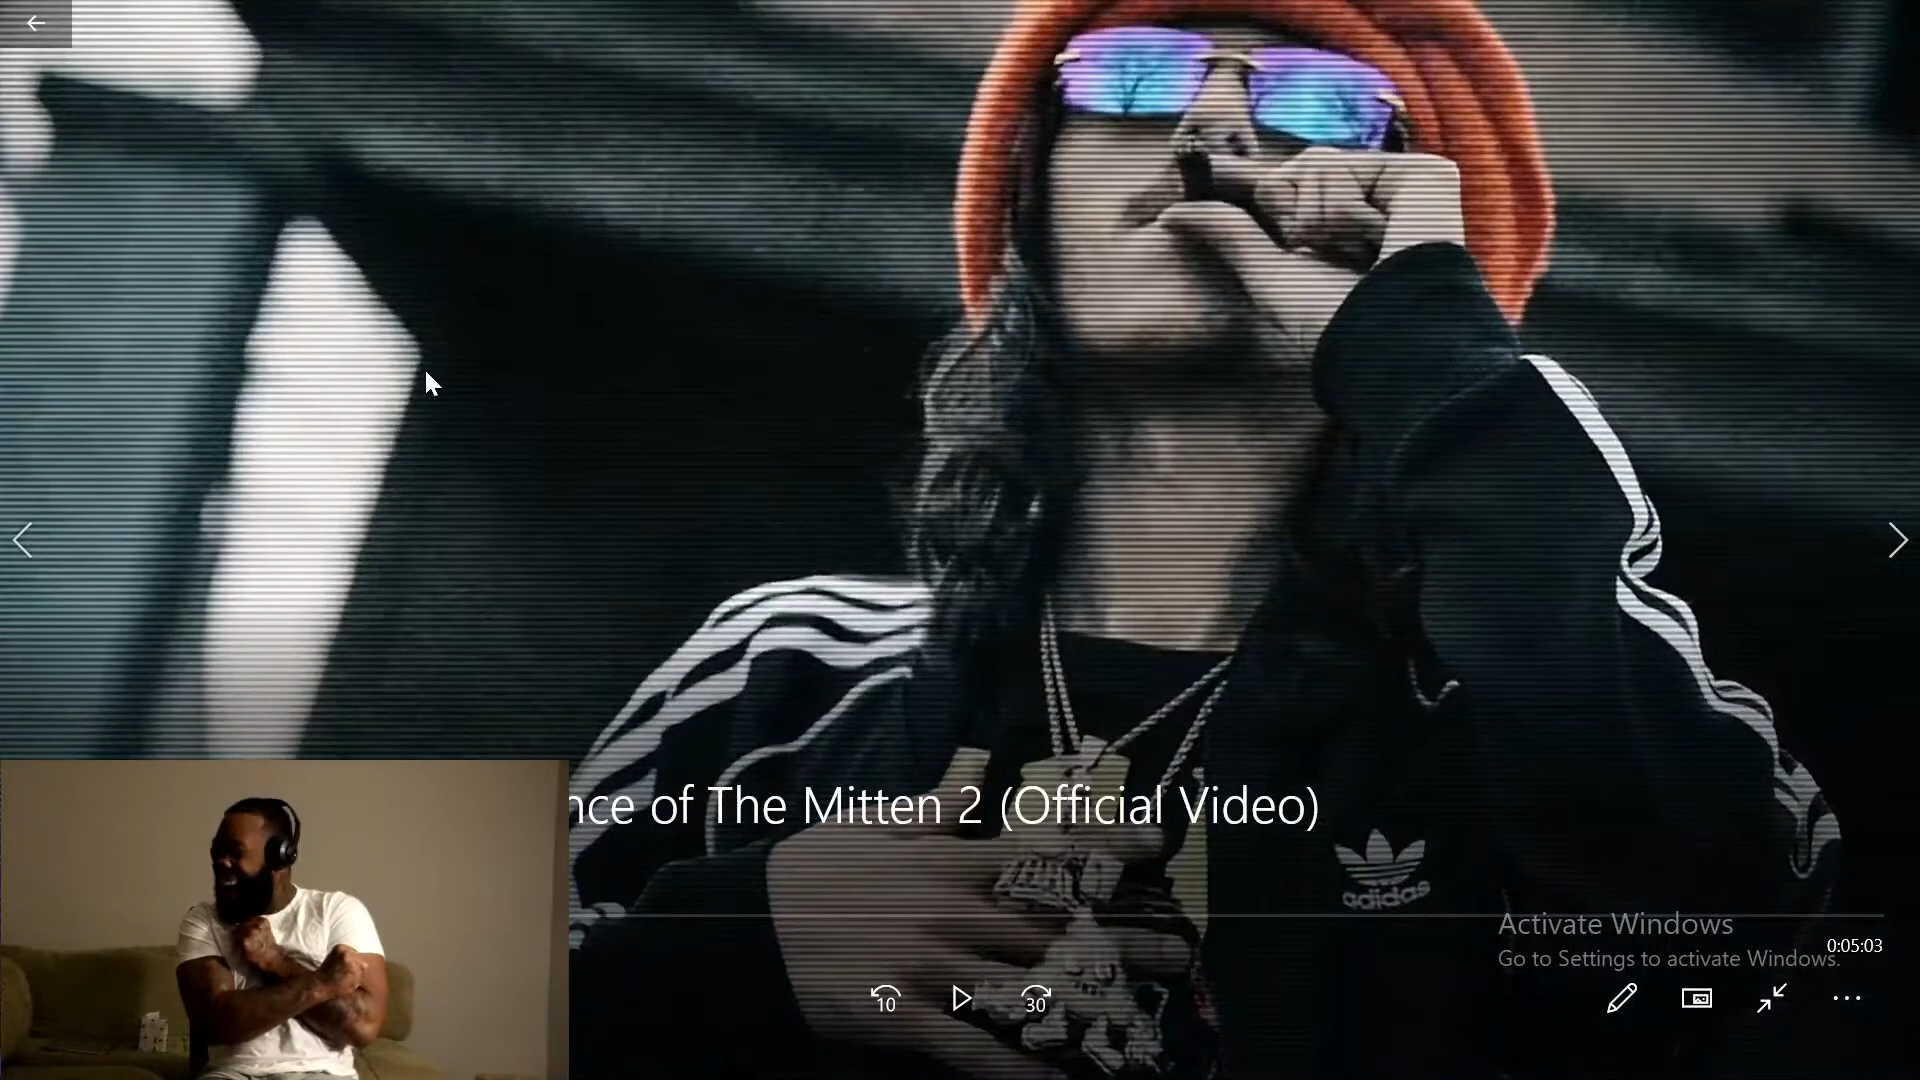 nce of The Mitten 2 (Official Video)
adidas
Activate Windows
Go to Settings to activate Windows.
0:05:03
10
30